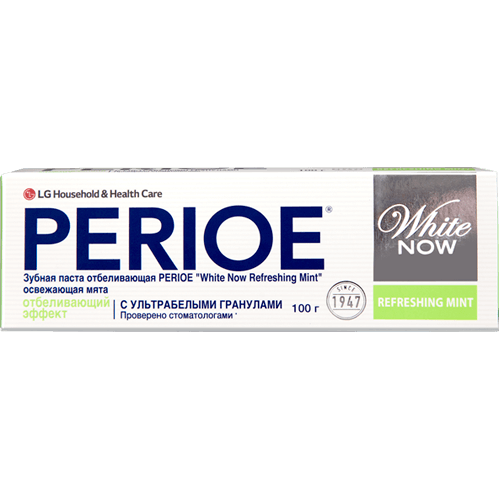 LG Household & Health Care
PERIOE®
Зубная паста отбеливающая PERIOE "White Now Refreshing Mint"
освежающая мята
отбеливающий
эффект
С УЛЬТРАБЕЛЫМИ ГРАНУЛАМИ
Проверено стоматологами
100 г
SINCE
1947
White
NOW
REFRESHING MINT